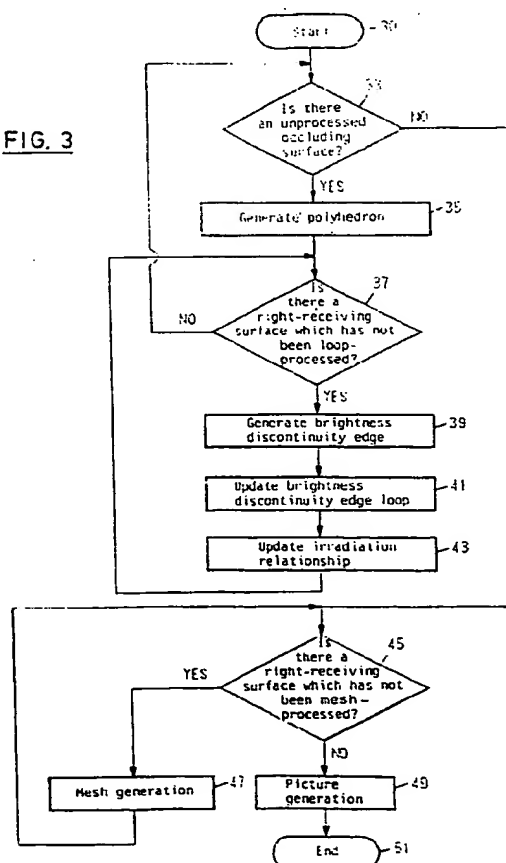 FIG. 3
Start
30
33
Is there
an unprocessed
occluding
surface?
NO
YES
Generate polyhedron
35
37
Is
there a
right-receiving
surface which has not
been loop-
processed?
NO
YES
Generate brightness
discontinuity edge
39
Update brightness
discontinuity edge loop
41
Update irradiation
relationship
43
45
Is
there a
right-receiving
surface which has not
been mesh-
processed?
YES
NO
Mesh generation
47
Picture
generation
49
End
51